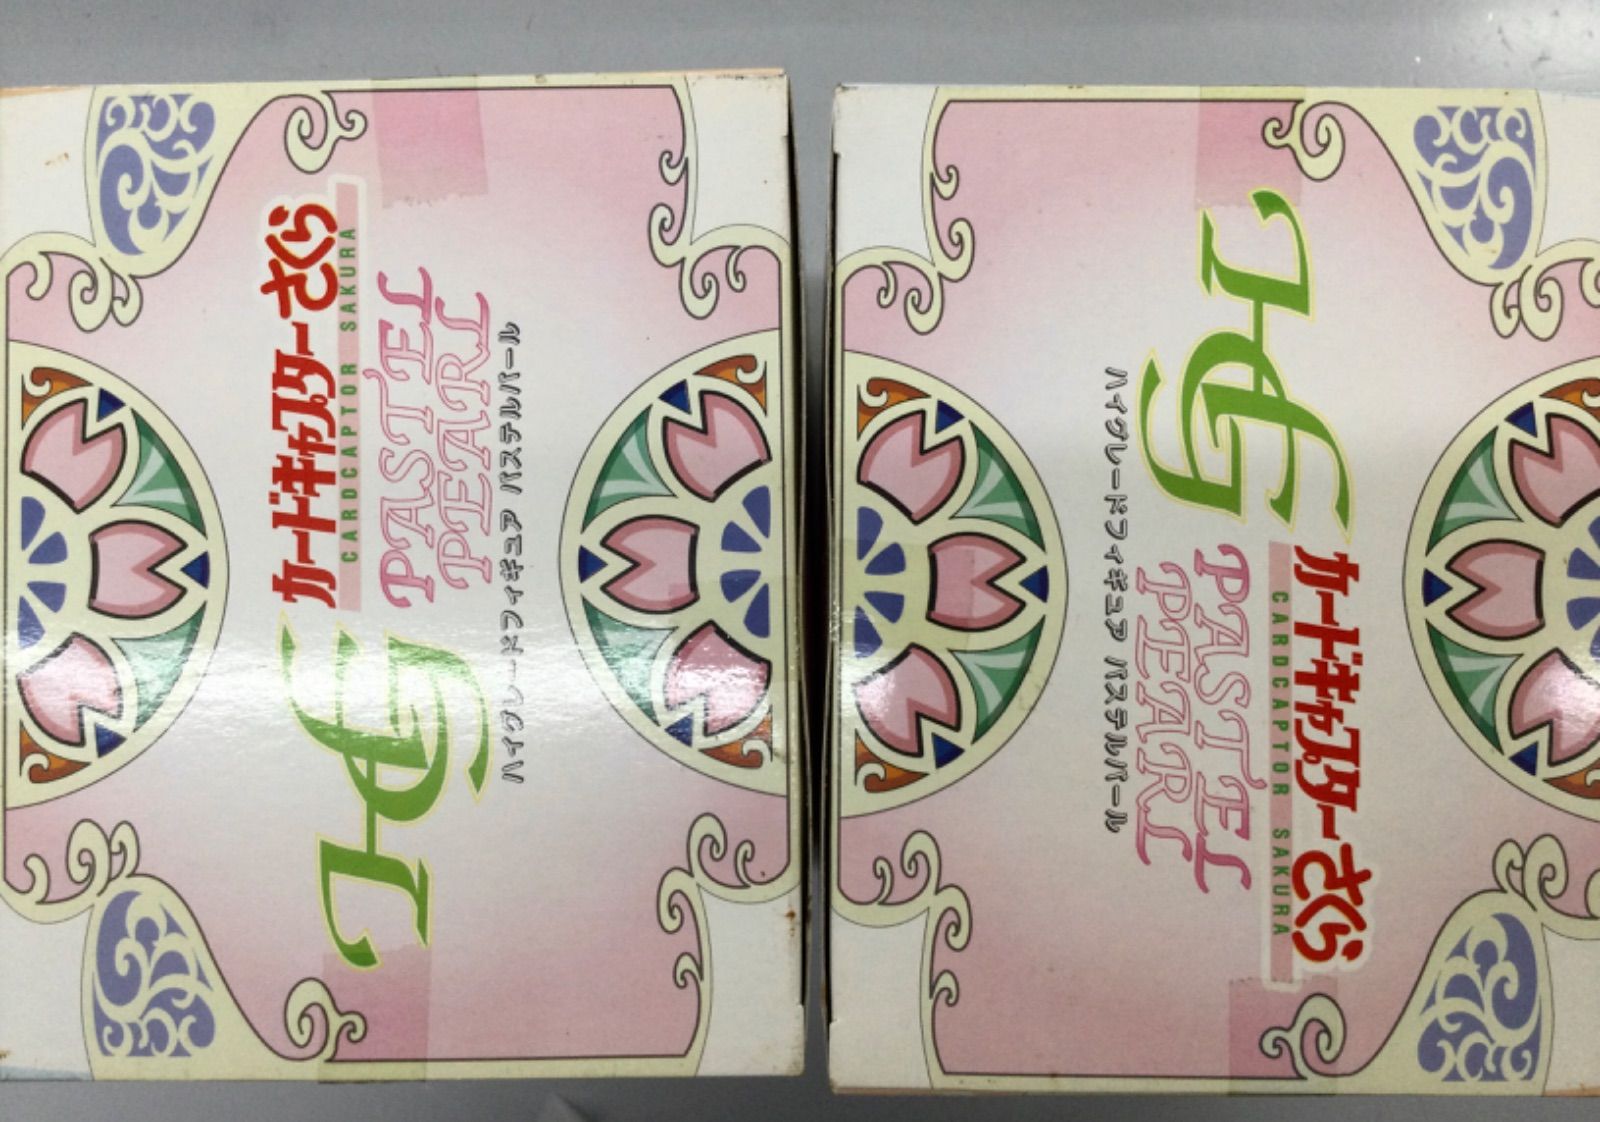 HG
カードキャプターさくら
CARDCAPTOR SAKURA
PASTEL
PEARL
ハイグレードフィギュア パステルパール
HG
カードキャプターさくら
CARDCAPTOR SAKURA
PASTEL
PEARL
ハイグレードフィギュア パステルパール